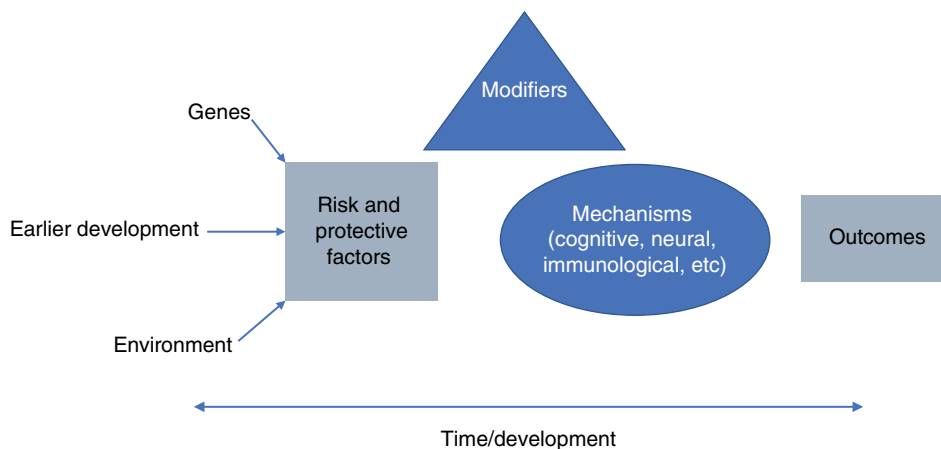 Modifiers
Genes
Risk and
protective
factors
Earlier development
Environment
Mechanisms
(cognitive, neural,
immunological, etc)
Outcomes
Time/development